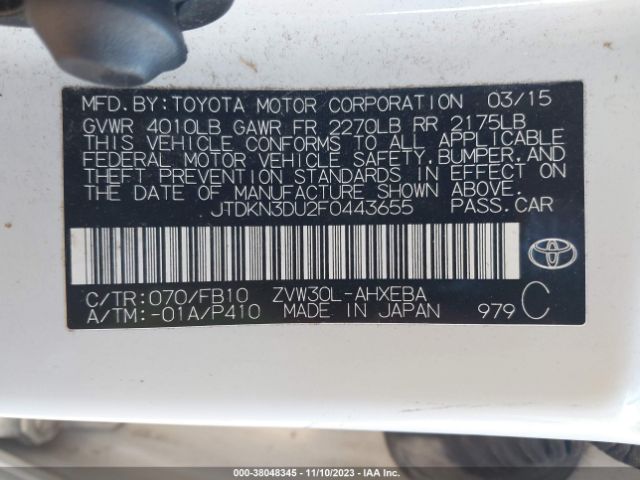 MFD.BY:TOYOTA MOTOR CORPORATION 03/15
GVWR 4010LB GAWR FR 2270LB RR 2175LB
THIS VEHICLE CONFORMS TO ALL APPLICABLE
FEDERAL MOTOR VEHICLE SAFETY,BUMPER,AND
THEFT PREVENTION STANDARDS IN EFFECT ON
THE DATE OF MANUFACTURE SHOWN ABOVE.
JTDKN3DU2F0443655 PASS.CAR
C/TR:070/FB10 ZVW30L-AHXEBA
A/TM:-01A/P410 MADE IN JAPAN 979 C
TOYOTA
000-38048345 — 11/10/2023 — IAA Inc.